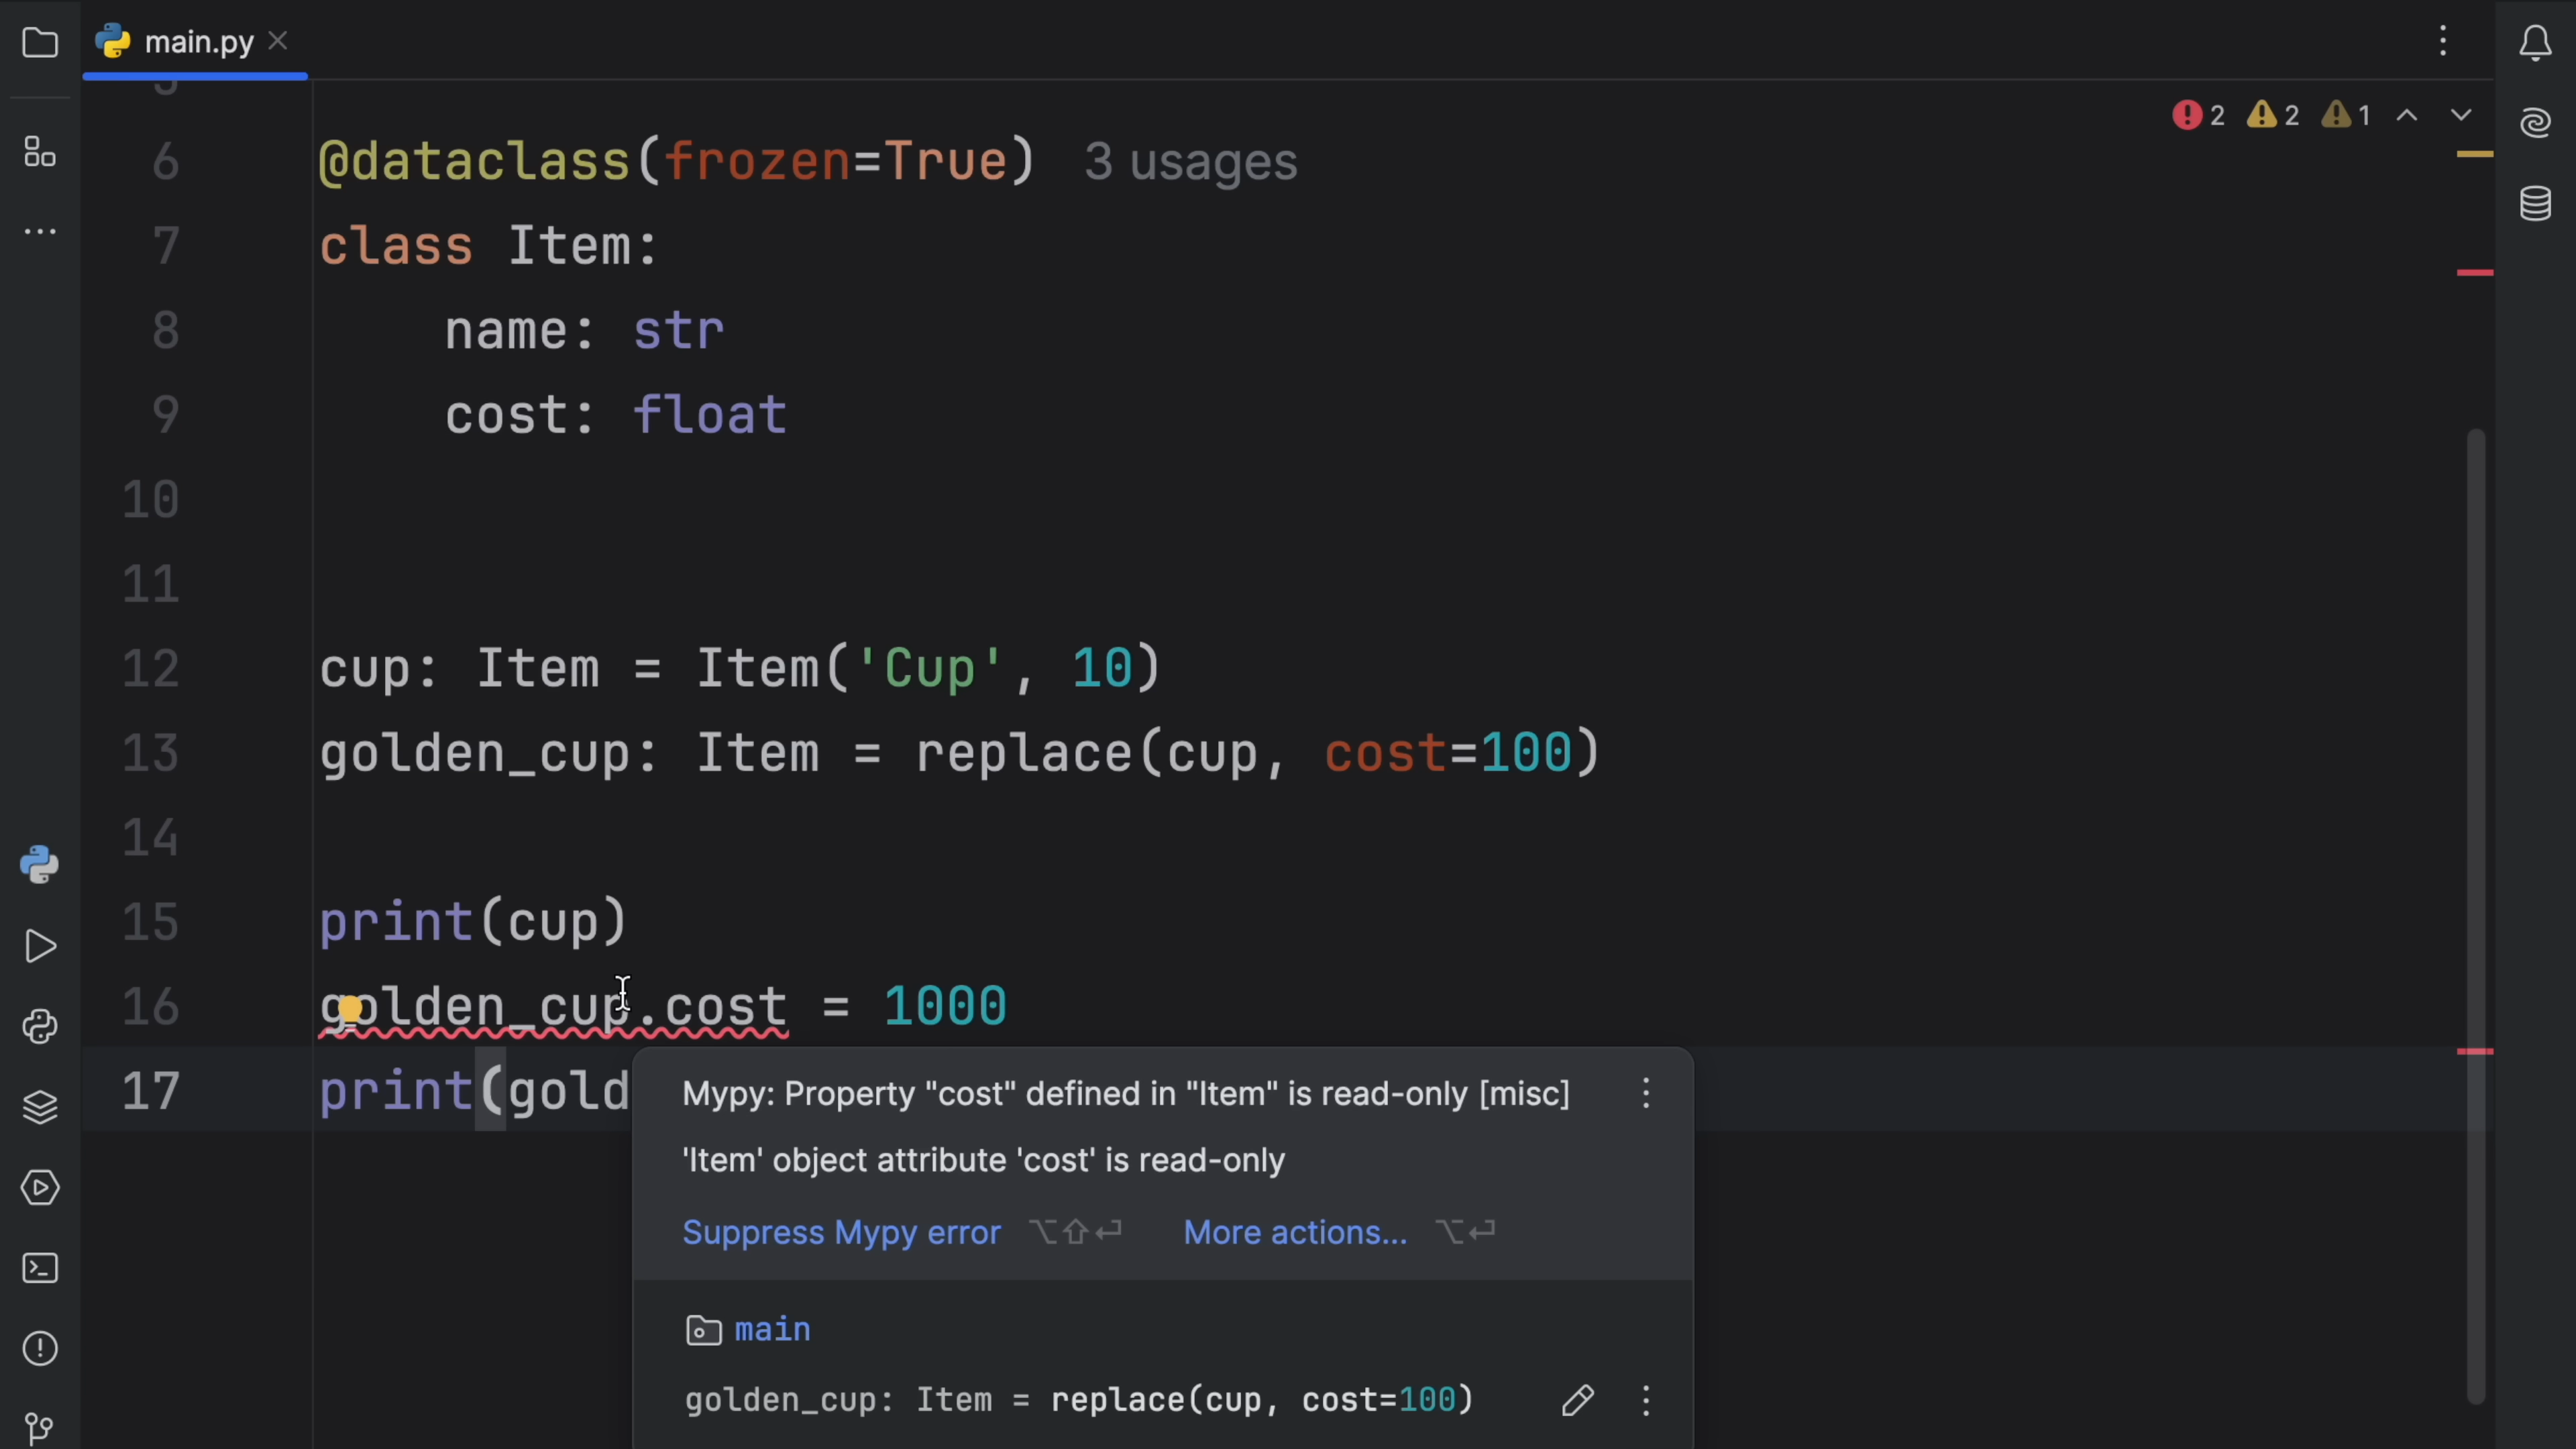 main.py
2 2 1
6 @dataclass(frozen=True) 3 usages
7 class Item:
8 name: str
9 cost: float
10
11
12 cup: Item = Item('Cup', 10)
13 golden_cup: Item = replace(cup, cost=100)
14
15 print(cup)
16 golden_cup.cost = 1000
17 print(gold
Mypy: Property "cost" defined in "Item" is read-only [misc]
'Item' object attribute 'cost' is read-only
Suppress Mypy error ⌥⇧⏎ More actions... ⌥⏎
main
golden_cup: Item = replace(cup, cost=100)